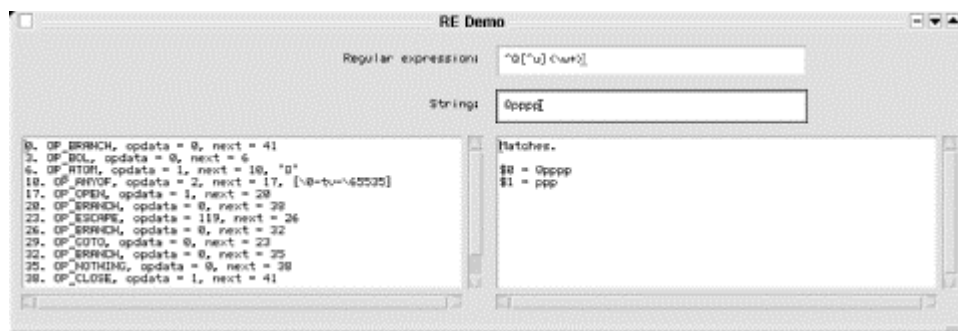 RE Demo
Regular expression: ^Q[^u](\w+)
String: Qpppp
0. OP_BRANCH, opdata = 0, next = 41
3. OP_BOL, opdata = 0, next = 6
6. OP_ATOM, opdata = 1, next = 10, "Q"
10. OP_ANYOF, opdata = 2, next = 17, [\0-tv-\65535]
17. OP_OPEN, opdata = 1, next = 20
20. OP_BRANCH, opdata = 0, next = 38
23. OP_ESCAPE, opdata = 119, next = 26
26. OP_BRANCH, opdata = 0, next = 32
29. OP_GOTO, opdata = 0, next = 23
32. OP_BRANCH, opdata = 0, next = 35
35. OP_NOTHING, opdata = 0, next = 38
38. OP_CLOSE, opdata = 1, next = 41
Matches.
$0 = Qpppp
$1 = ppp